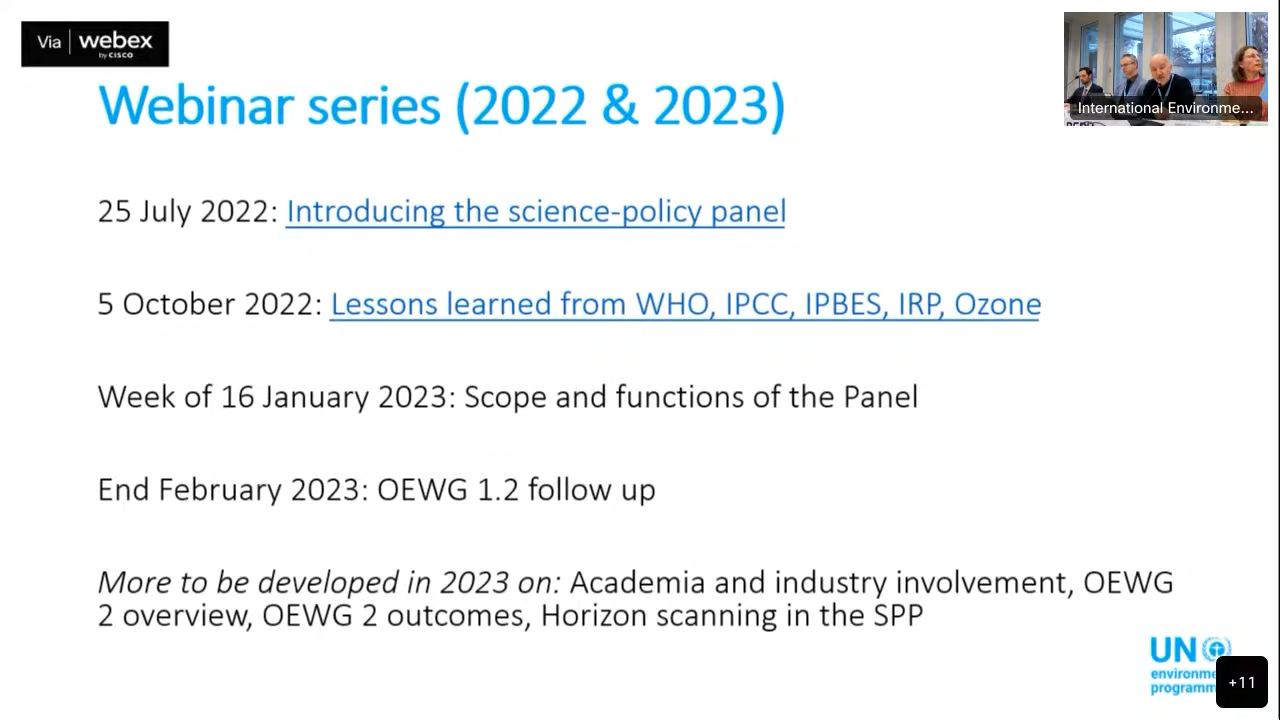 Via webex
by CISCO
International Environme...
Webinar series (2022 & 2023)
25 July 2022: Introducing the science-policy panel
5 October 2022: Lessons learned from WHO, IPCC, IPBES, IRP, Ozone
Week of 16 January 2023: Scope and functions of the Panel
End February 2023: OEWG 1.2 follow up
More to be developed in 2023 on: Academia and industry involvement, OEWG
2 overview, OEWG 2 outcomes, Horizon scanning in the SPP
UN
environme
programm
+11